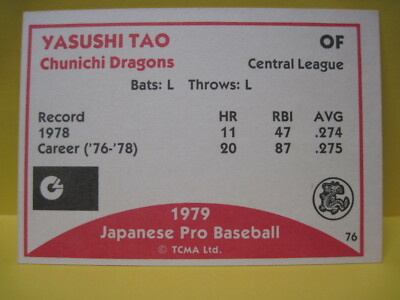 YASUSHI TAO OF
Chunichi Dragons Central League
Bats: L Throws: L
Record HR RBI AVG
1978 11 47 .274
Career ('76-'78) 20 87 .275
1979
Japanese Pro Baseball
© TCMA Ltd.
76